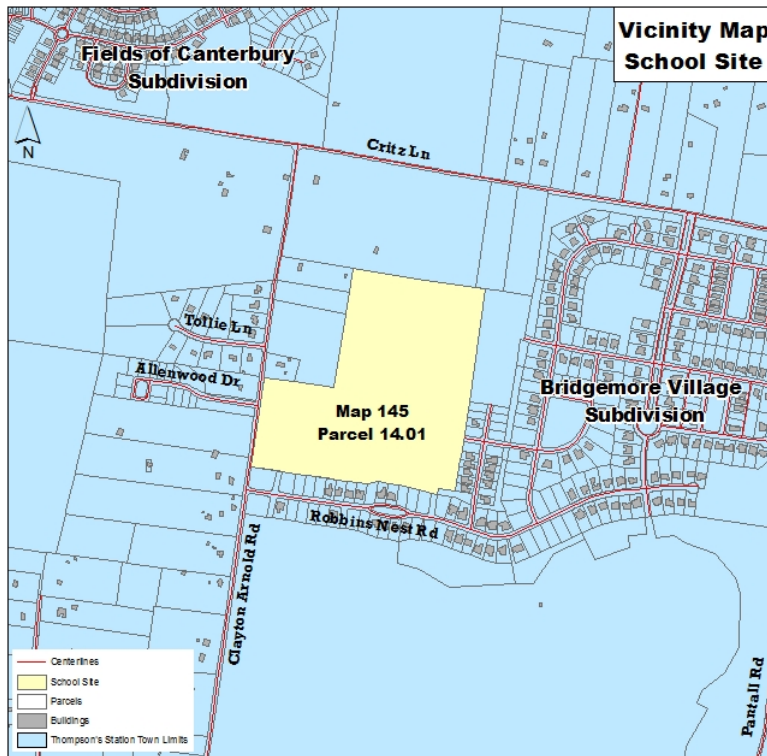 Vicinity Map
School Site
Fields of Canterbury
Subdivision
N
Critz Ln
Tollie Ln
Allenwood Dr
Bridgemore Village
Subdivision
Map 145
Parcel 14.01
Robbins Nest Rd
Clayton Arnold Rd
Pantall Rd
Centerlines
School Site
Parcels
Buildings
Thompson's Station Town Limits